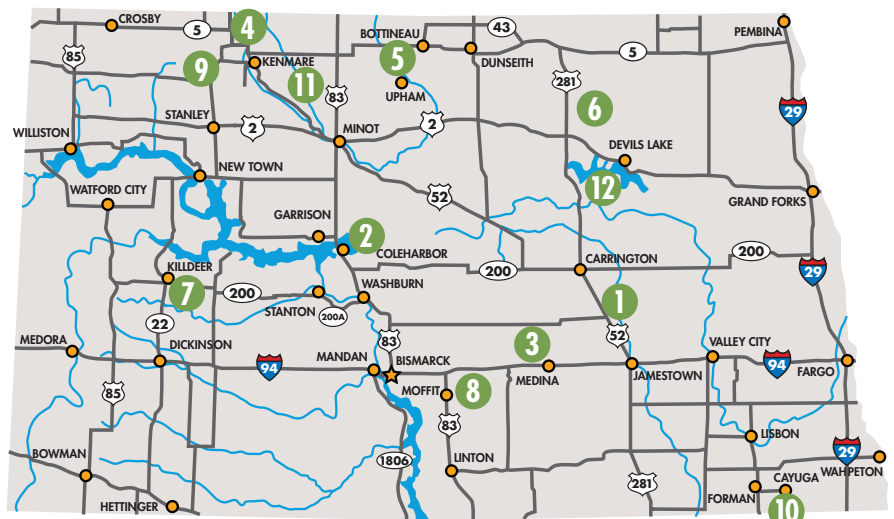 CROSBY
5
4
BOTTINEAU
43
PEMBINA
85
9
KENMARE
5
DUNSEITH
5
11
83
UPHAM
281
6
29
STANLEY
2
MINOT
2
WILLISTON
DEVILS LAKE
NEW TOWN
12
WATFORD CITY
52
GRAND FORKS
GARRISON
2
COLEHARBOR
200
CARRINGTON
200
29
KILLDEER
7
200
STANTON
WASHBURN
200A
1
22
52
MEDORA
DICKINSON
83
3
VALLEY CITY
94
MANDAN
BISMARCK
94
FARGO
MEDINA
JAMESTOWN
85
MOFFIT
8
83
LISBON
BOWMAN
1806
LINTON
29
WAHPETON
281
CAYUGA
FORMAN
HETTINGER
10